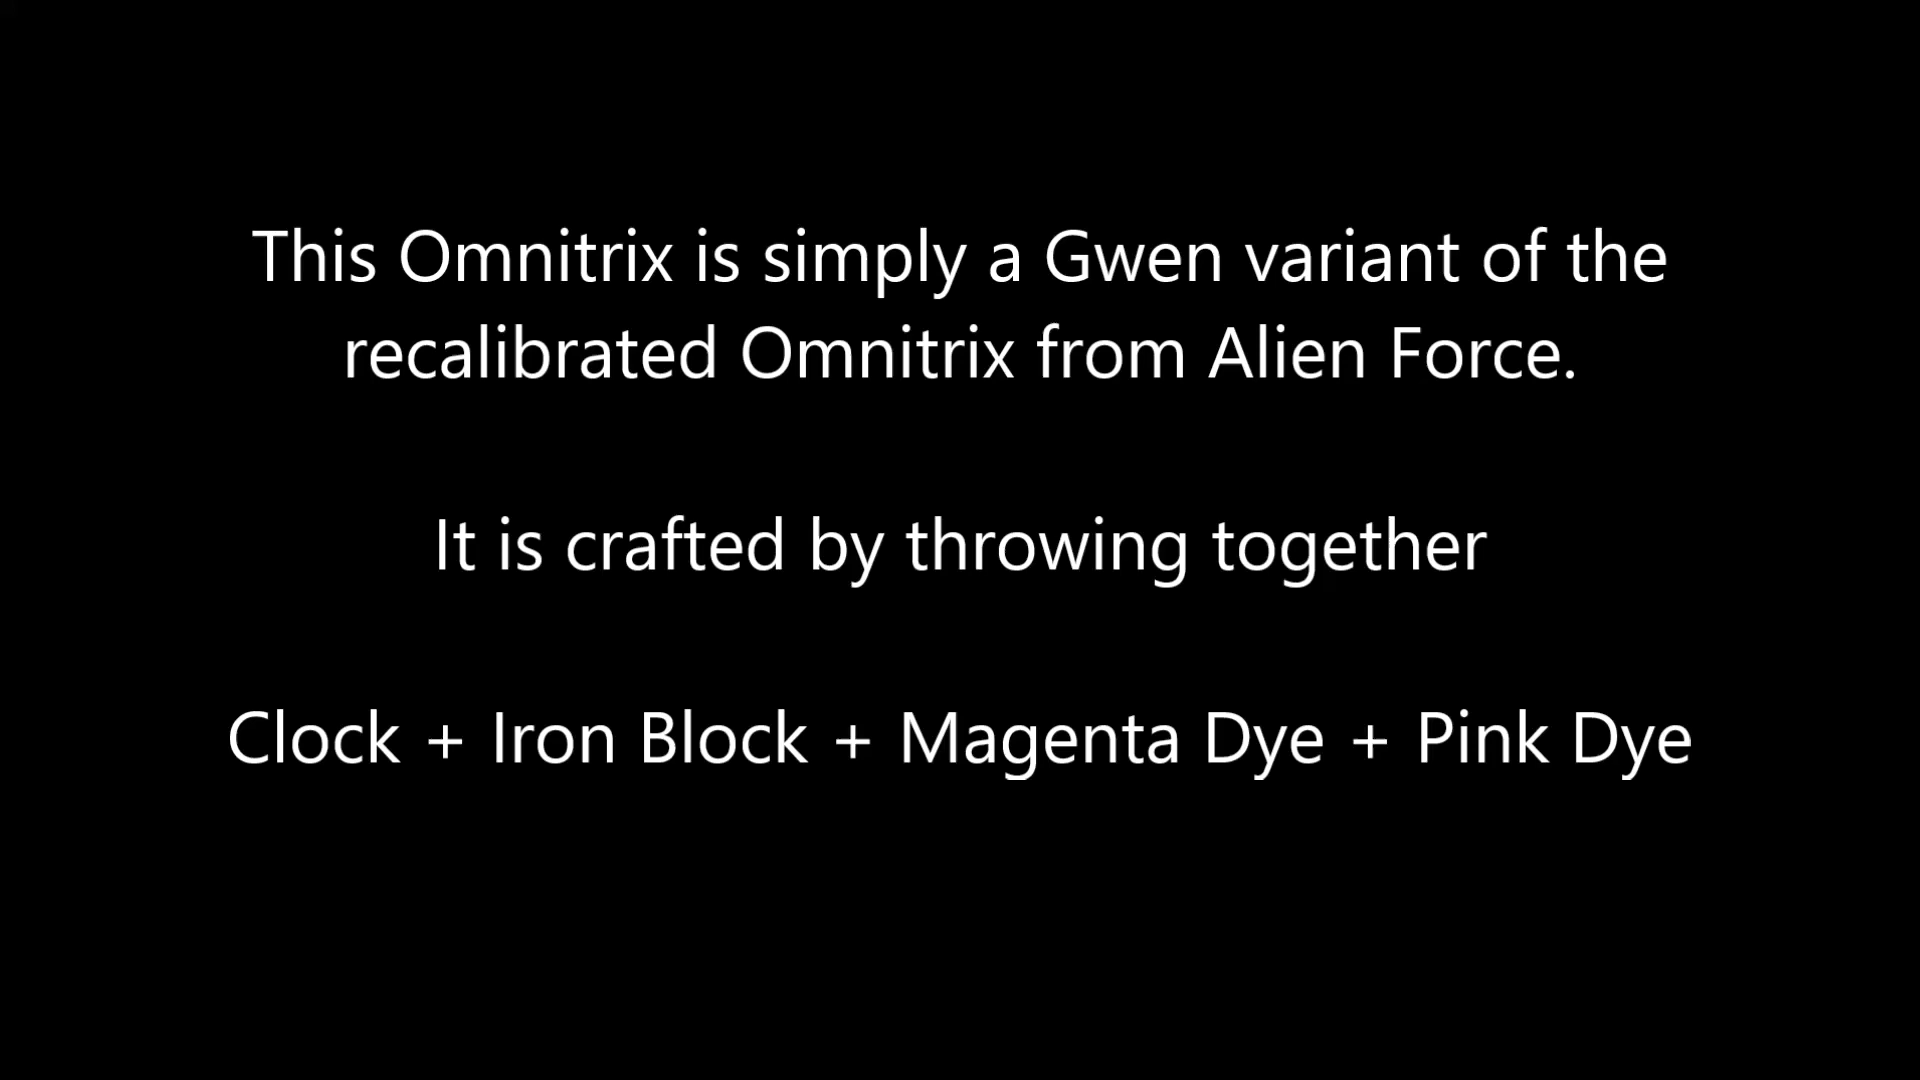 This Omnitrix is simply a Gwen variant of the
recalibrated Omnitrix from Alien Force.
It is crafted by throwing together
Clock + Iron Block + Magenta Dye + Pink Dye